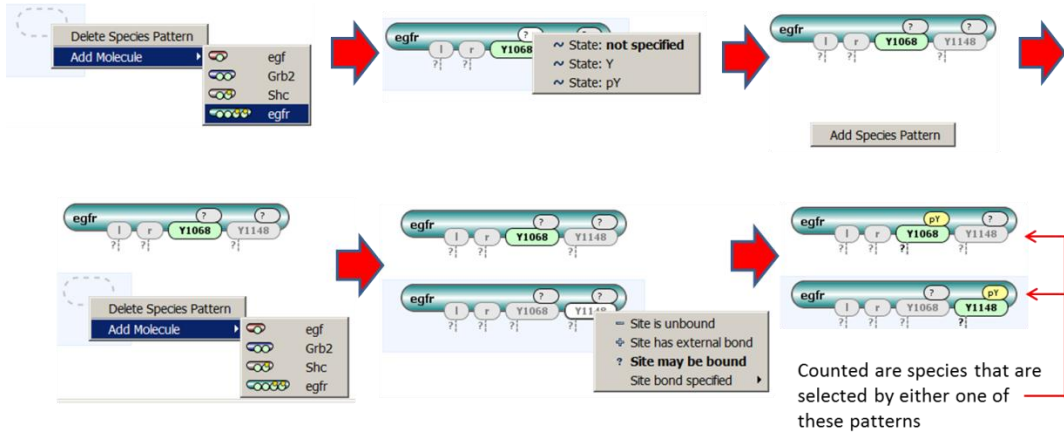 Delete Species Pattern
Add Molecule
egf
Grb2
Shc
egfr
egfr
?
l r Y1068
?¦ ?¦
~ State: not specified
~ State: Y
~ State: pY
egfr
? ?
l r Y1068 Y1148
?¦ ?¦
Add Species Pattern
egfr
? ?
l r Y1068 Y1148
?¦ ?¦
Delete Species Pattern
Add Molecule
egf
Grb2
Shc
egfr
egfr
? ?
l r Y1068 Y1148
?¦ ?¦ ?¦
egfr
? ?
l r Y1068 Y1148
?¦ ?¦ ?¦
− Site is unbound
+ Site has external bond
? Site may be bound
Site bond specified
egfr
pY ?
l r Y1068 Y1148
?¦ ?¦ ?¦ ?¦
egfr
? pY
l r Y1068 Y1148
?¦ ?¦ ?¦ ?¦
Counted are species that are
selected by either one of
these patterns